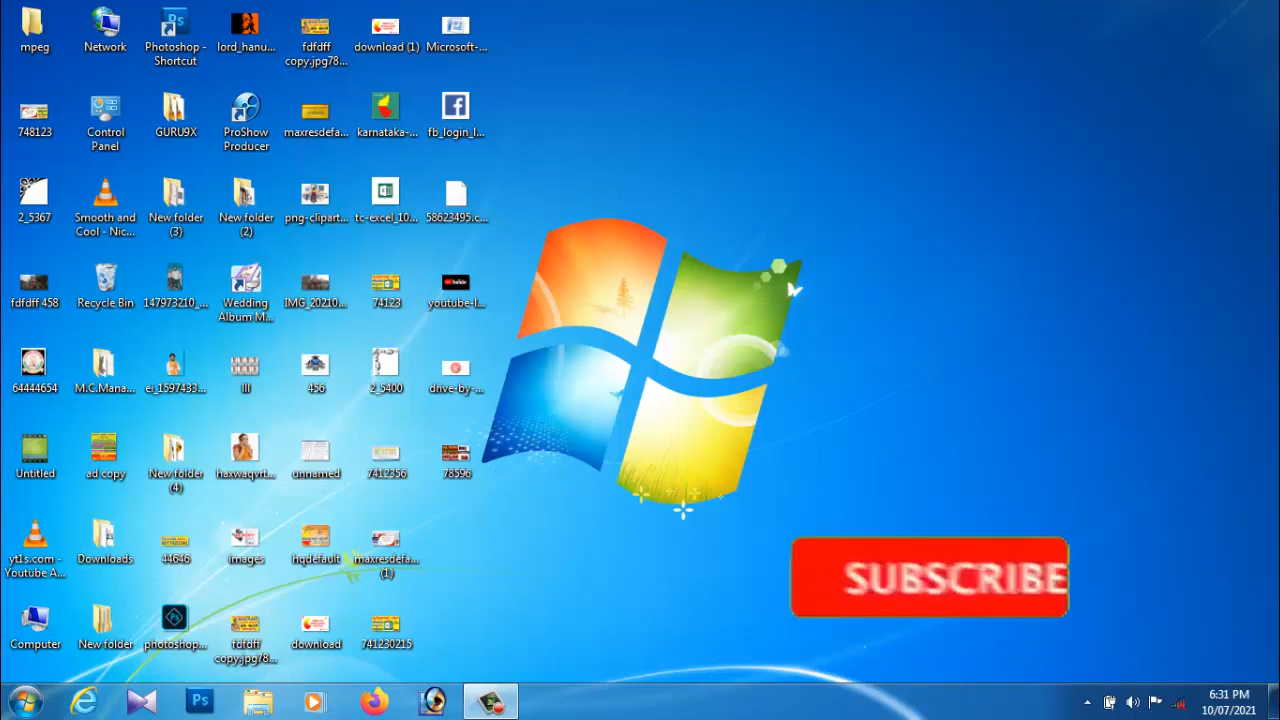 mpeg
Network
Photoshop -
Shortcut
lord_hanu...
fdfdff
copy.jpg78...
download (1)
Microsoft-...
748123
Control
Panel
GURU9X
ProShow
Producer
maxresdefa...
karnataka-...
fb_login_l...
2_5367
Smooth and
Cool - Nic...
New folder
(3)
New folder
(2)
png-clipart...
tc-excel_10...
58623495.c...
fdfdff 458
Recycle Bin
147973210_...
Wedding
Album M...
IMG_20210...
74123
youtube-l...
64444654
M.C.Mana...
ei_1597433...
lll
456
2_5400
drive-by-...
Untitled
ad copy
New folder
(4)
haxwaqvrt...
unnamed
7412356
78596
yt1s.com -
Youtube A...
Downloads
44646
images
hqdefault
maxresdefa...
(1)
Computer
New folder
photoshop...
fdfdff
copy.jpg78...
download
741230215
SUBSCRIBE
Ps
6:31 PM
10/07/2021